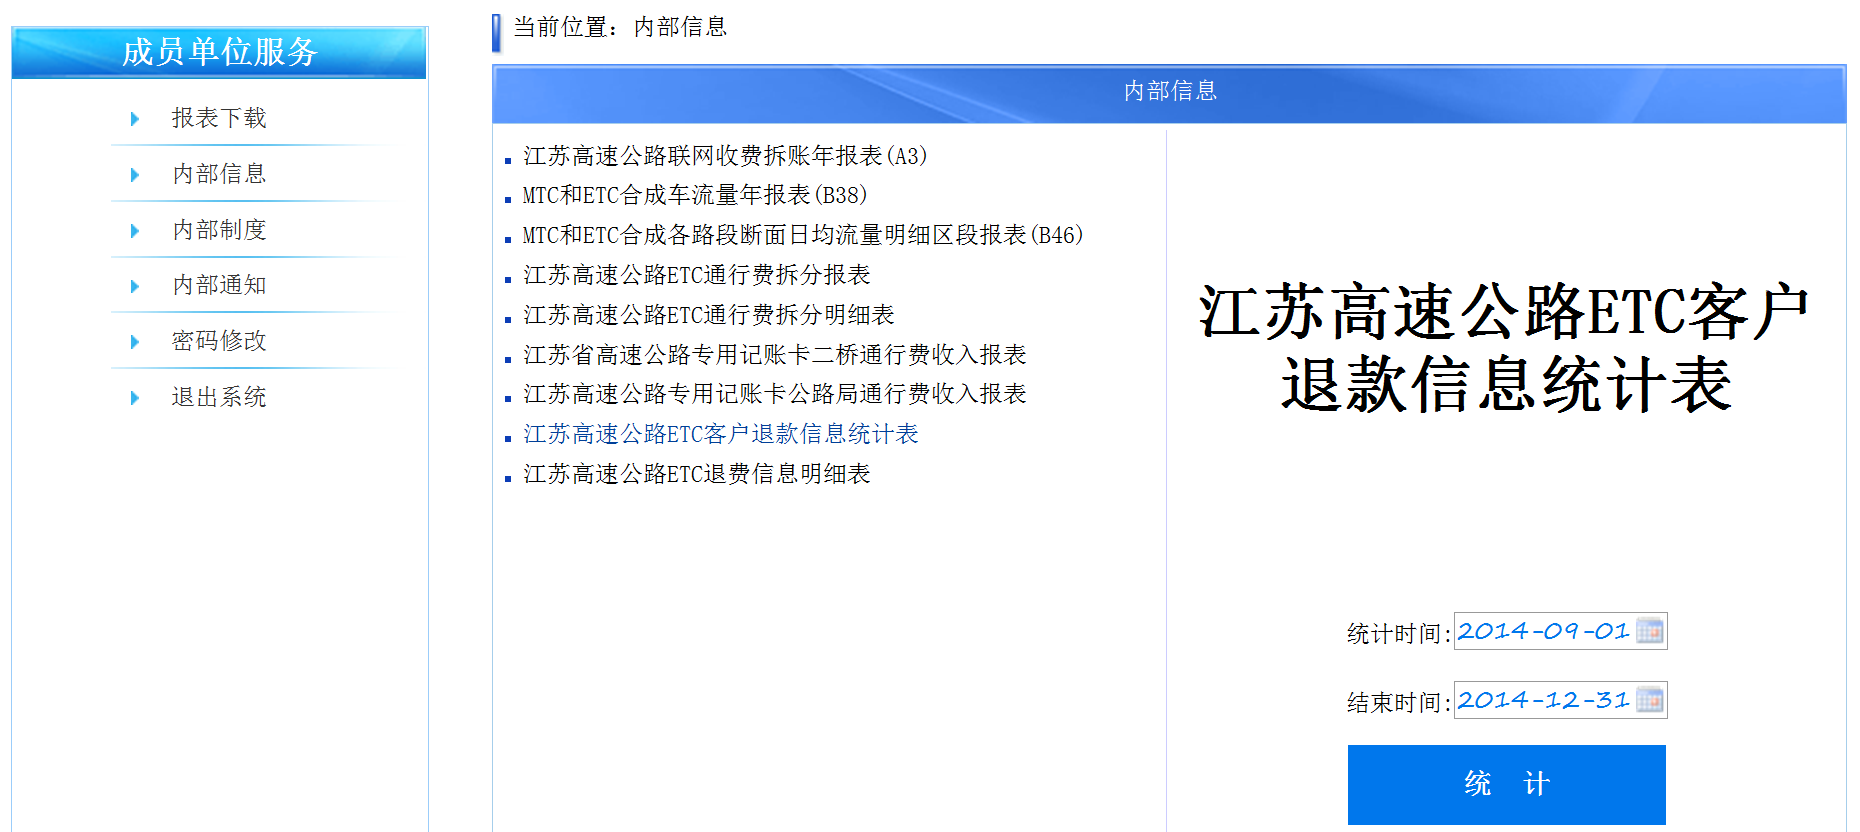 成员单位服务
报表下载
内部信息
内部制度
内部通知
密码修改
退出系统
当前位置：内部信息
内部信息
江苏高速公路联网收费拆账年报表(A3)
MTC和ETC合成车流量年报表(B38)
MTC和ETC合成各路段断面日均流量明细区段报表(B46)
江苏高速公路ETC通行费拆分报表
江苏高速公路ETC通行费拆分明细表
江苏省高速公路专用记账卡二桥通行费收入报表
江苏高速公路专用记账卡公路局通行费收入报表
江苏高速公路ETC客户退款信息统计表
江苏高速公路ETC退费信息明细表
江苏高速公路ETC客户
退款信息统计表
统计时间:2014-09-01
结束时间:2014-12-31
统 计